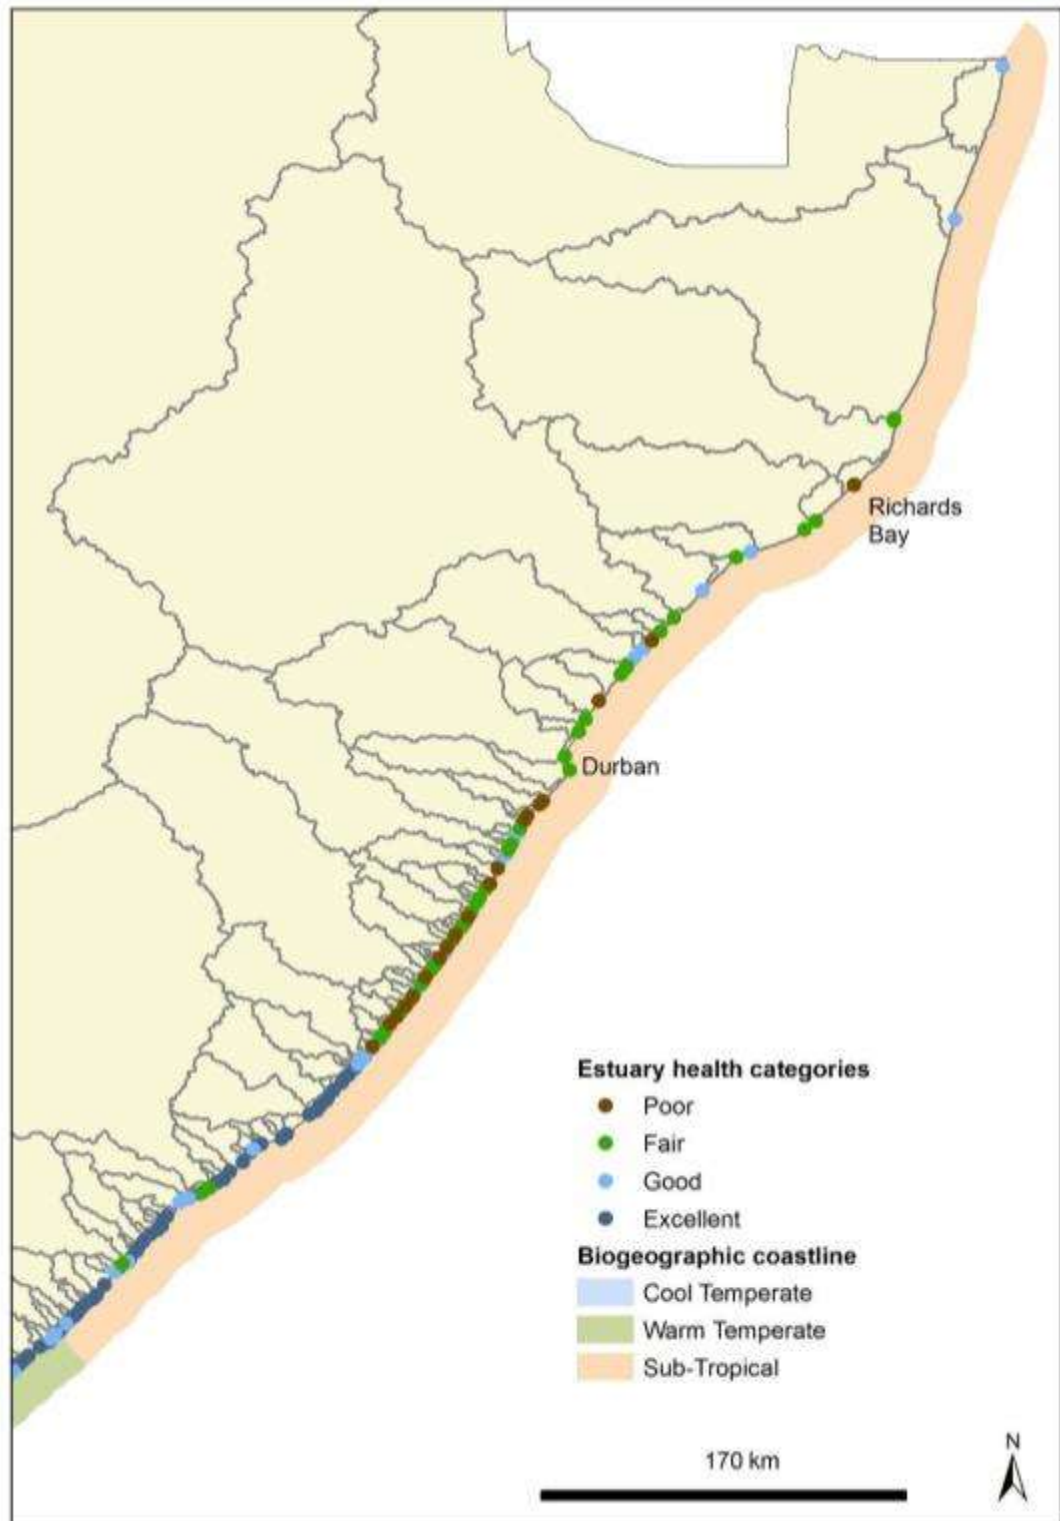 Richards
Bay
Durban
Estuary health categories
Poor
Fair
Good
Excellent
Biogeographic coastline
Cool Temperate
Warm Temperate
Sub-Tropical
170 km
N